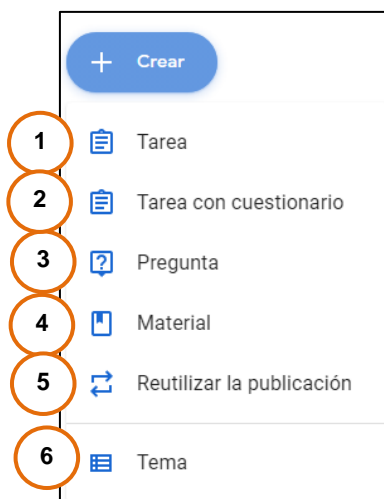 + Crear
1 Tarea
2 Tarea con cuestionario
3 Pregunta
4 Material
5 Reutilizar la publicación
6 Tema